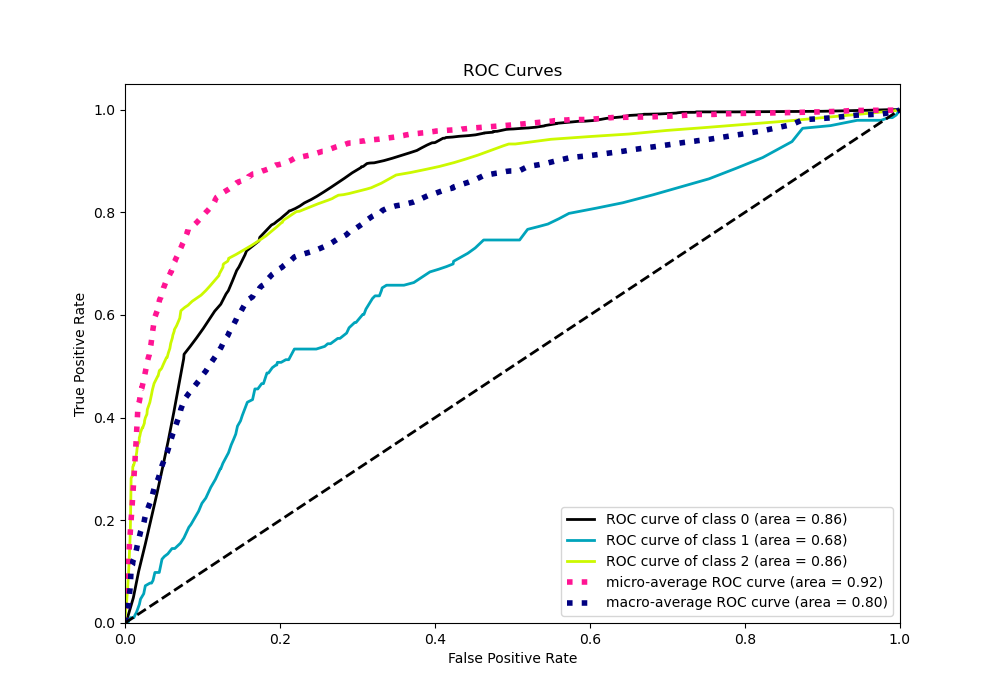 ROC Curves
1.0
0.8
0.6
0.4
0.2
0.0
True Positive Rate
0.0 0.2 0.4 0.6 0.8 1.0
False Positive Rate
ROC curve of class 0 (area = 0.86)
ROC curve of class 1 (area = 0.68)
ROC curve of class 2 (area = 0.86)
micro-average ROC curve (area = 0.92)
macro-average ROC curve (area = 0.80)